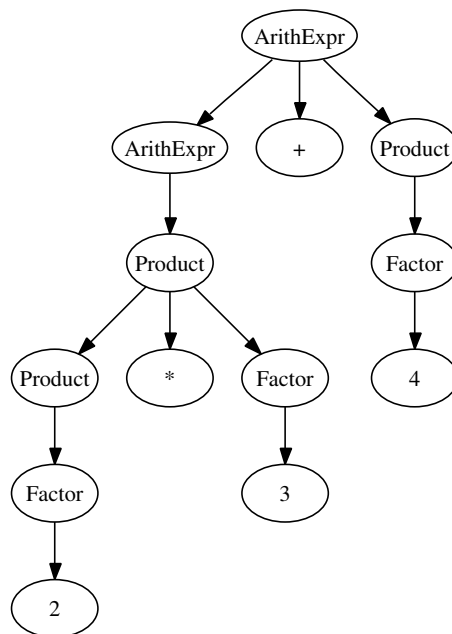 ArithExpr
ArithExpr + Product
Product Factor
Product * Factor 4
Factor 3
2